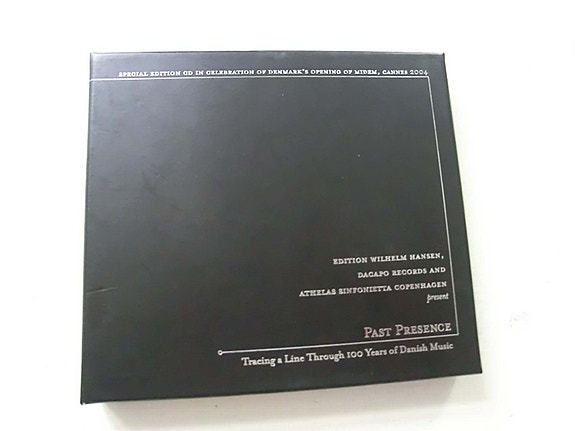 SPECIAL EDITION CD IN CELEBRATION OF DENMARK'S OPENING OF MIDEM, CANNES 2004
EDITION WILHELM HANSEN,
DACAPO RECORDS AND
ATHELAS SINFONIETTA COPENHAGEN
present
PAST PRESENCE
Tracing a Line Through 100 Years of Danish Music